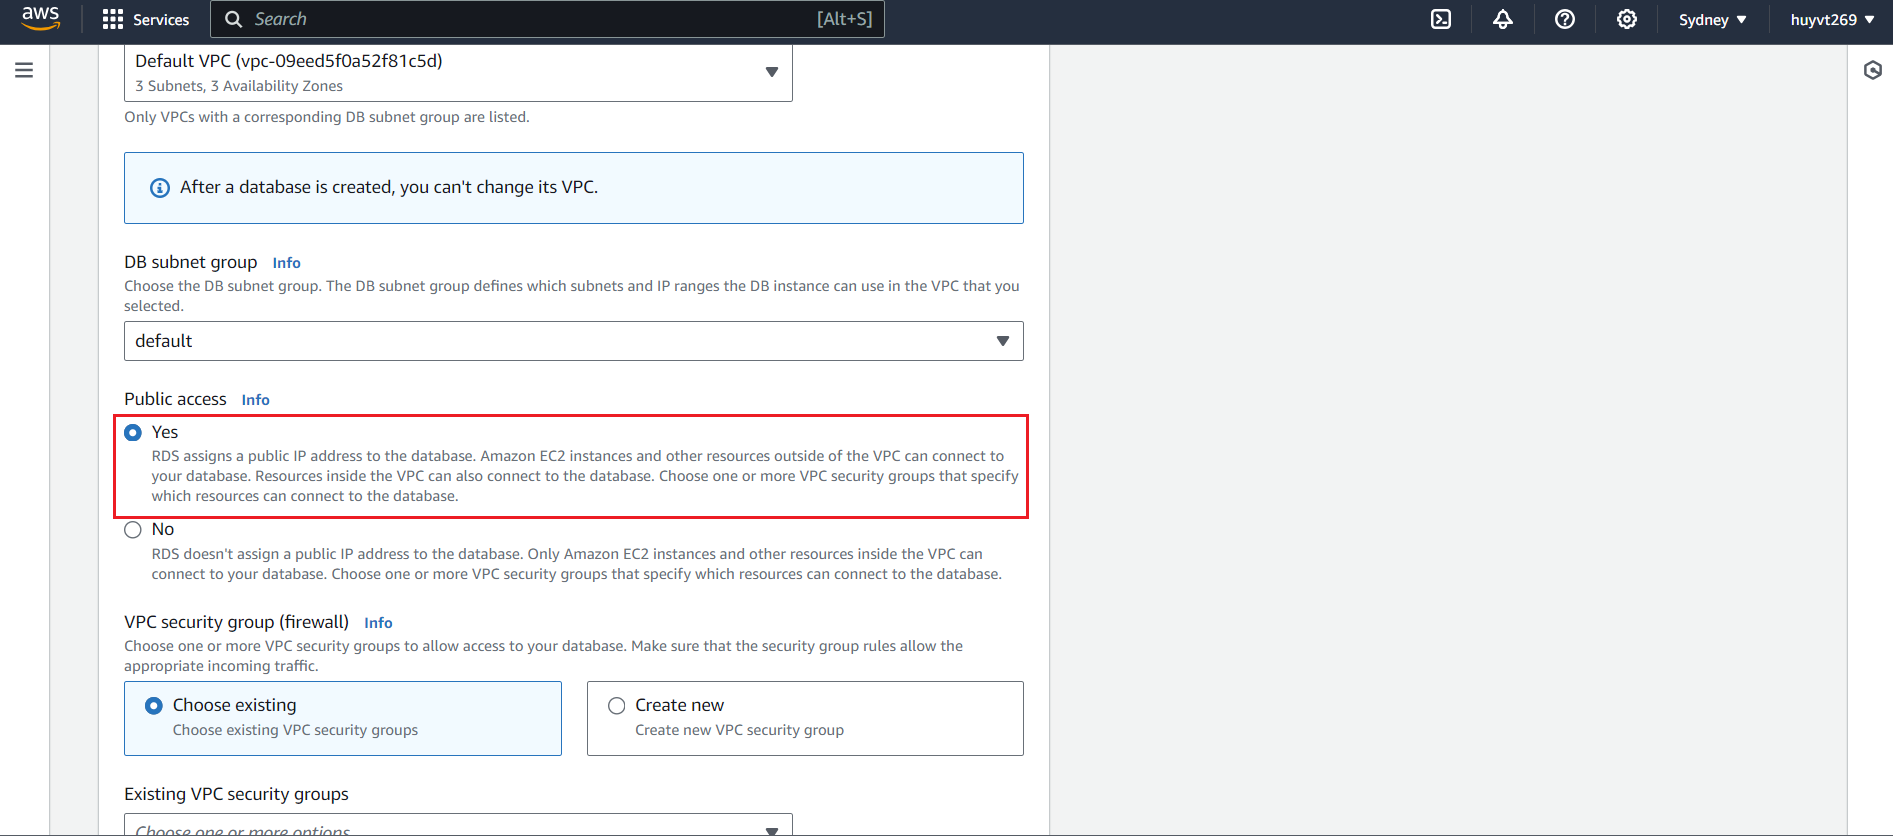 aws
Services
Search
[Alt+S]
Sydney
huyvt269
Default VPC (vpc-09eed5f0a52f81c5d)
3 Subnets, 3 Availability Zones
Only VPCs with a corresponding DB subnet group are listed.
After a database is created, you can't change its VPC.
DB subnet group Info
Choose the DB subnet group. The DB subnet group defines which subnets and IP ranges the DB instance can use in the VPC that you
selected.
default
Public access Info
Yes
RDS assigns a public IP address to the database. Amazon EC2 instances and other resources outside of the VPC can connect to
your database. Resources inside the VPC can also connect to the database. Choose one or more VPC security groups that specify
which resources can connect to the database.
No
RDS doesn't assign a public IP address to the database. Only Amazon EC2 instances and other resources inside the VPC can
connect to your database. Choose one or more VPC security groups that specify which resources can connect to the database.
VPC security group (firewall) Info
Choose one or more VPC security groups to allow access to your database. Make sure that the security group rules allow the
appropriate incoming traffic.
Choose existing
Choose existing VPC security groups
Create new
Create new VPC security group
Existing VPC security groups
Choose one or more options